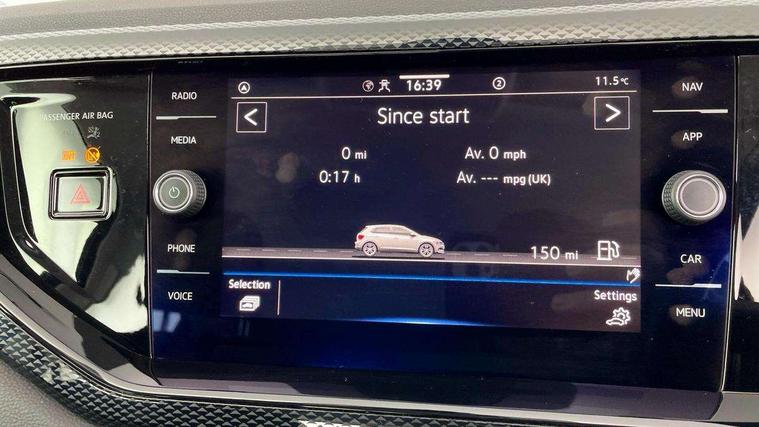 RADIO
MEDIA
PHONE
VOICE
PASSENGER AIR BAG
OFF
16:39
2
11.5°C
< Since start >
0 mi
Av. 0 mph
0:17 h
Av. --- mpg (UK)
150 mi
Selection
Settings
NAV
APP
CAR
MENU